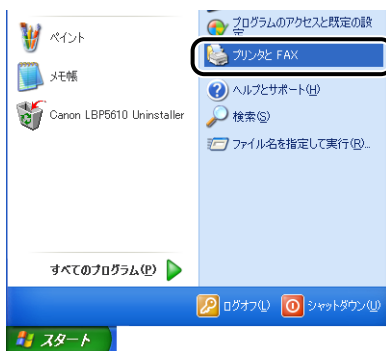 ペイント
メモ帳
Canon LBP5610 Uninstaller
すべてのプログラム(P)
プログラムのアクセスと既定の設
定
プリンタと FAX
ヘルプとサポート(H)
検索(S)
ファイル名を指定して実行(R)...
ログオフ(L)
シャットダウン(U)
スタート